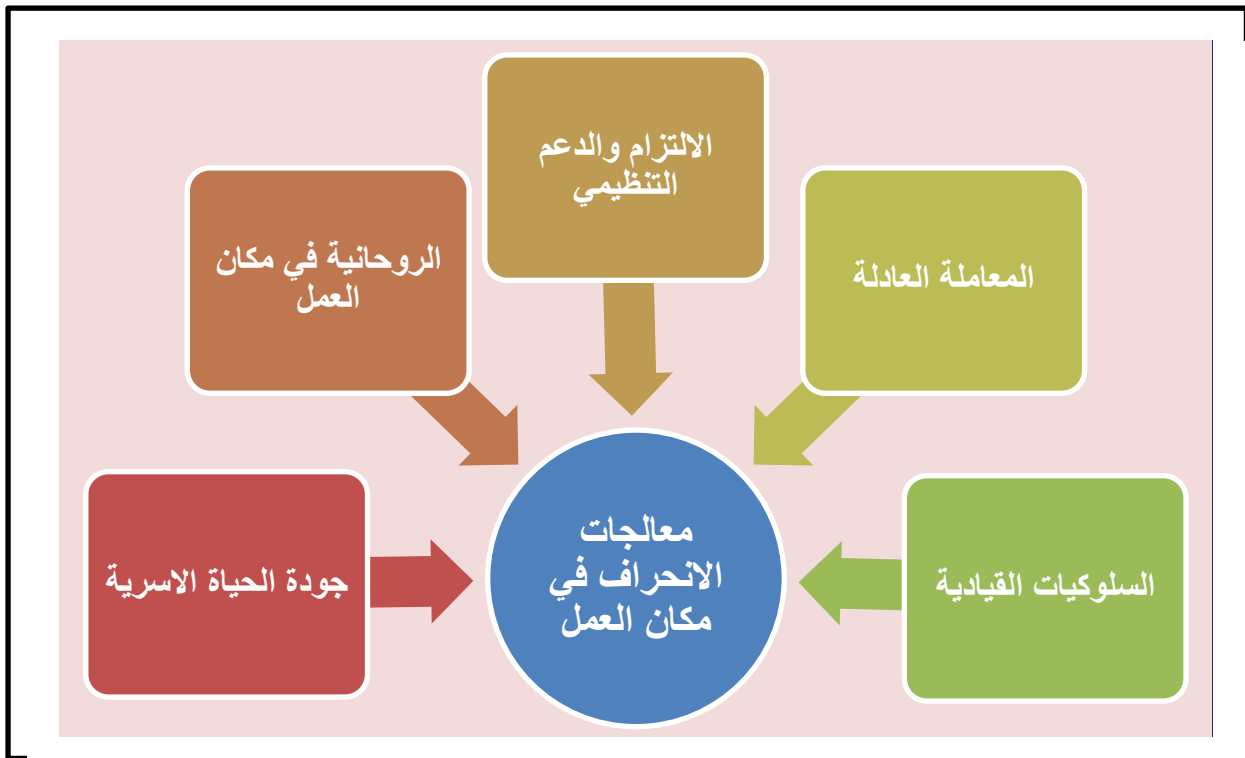 الالتزام والدعم
التنظيمي
المعاملة العادلة
الروحانية في مكان
العمل
السلوكيات القيادية
معالجات
الانحراف في
مكان العمل
جودة الحياة الاسرية